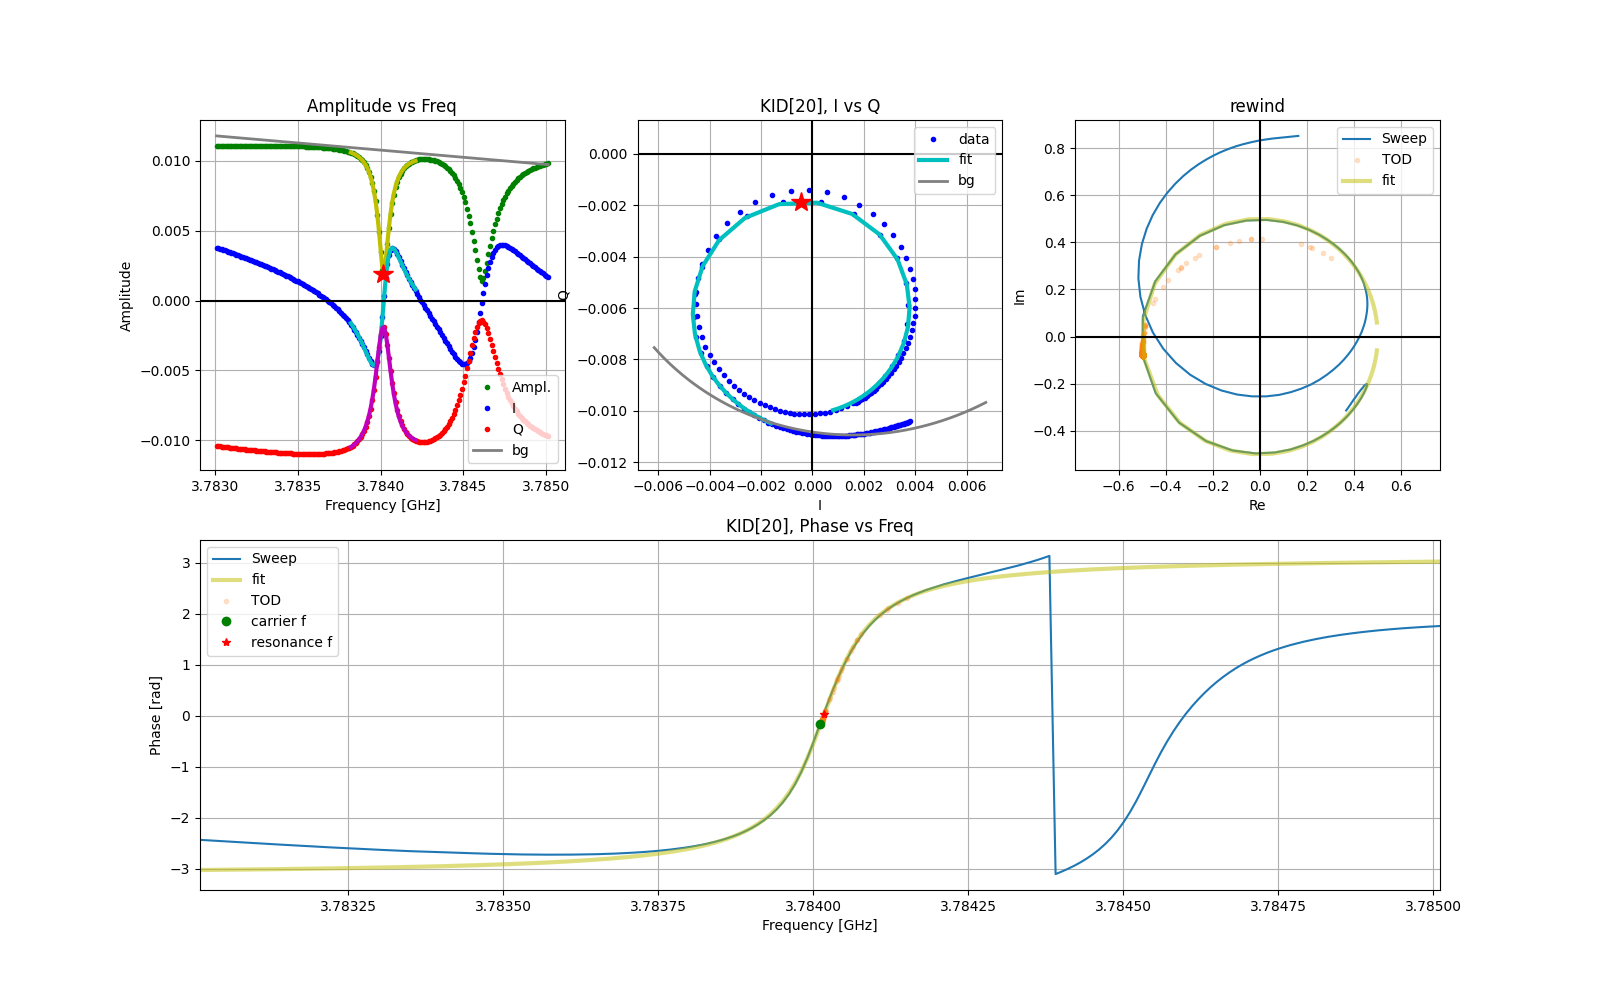 Amplitude vs Freq
Amplitude
0.010
0.005
0.000
−0.005
−0.010
3.7830 3.7835 3.7840 3.7845 3.7850
Frequency [GHz]
Ampl.
I
Q
bg
KID[20], I vs Q
Q
0.000
−0.002
−0.004
−0.006
−0.008
−0.010
−0.012
−0.006 −0.004 −0.002 0.000 0.002 0.004 0.006
I
data
fit
bg
rewind
Im
0.8
0.6
0.4
0.2
0.0
−0.2
−0.4
−0.6 −0.4 −0.2 0.0 0.2 0.4 0.6
Re
Sweep
TOD
fit
KID[20], Phase vs Freq
Phase [rad]
3
2
1
0
−1
−2
−3
3.78325 3.78350 3.78375 3.78400 3.78425 3.78450 3.78475 3.78500
Frequency [GHz]
Sweep
fit
TOD
carrier f
resonance f